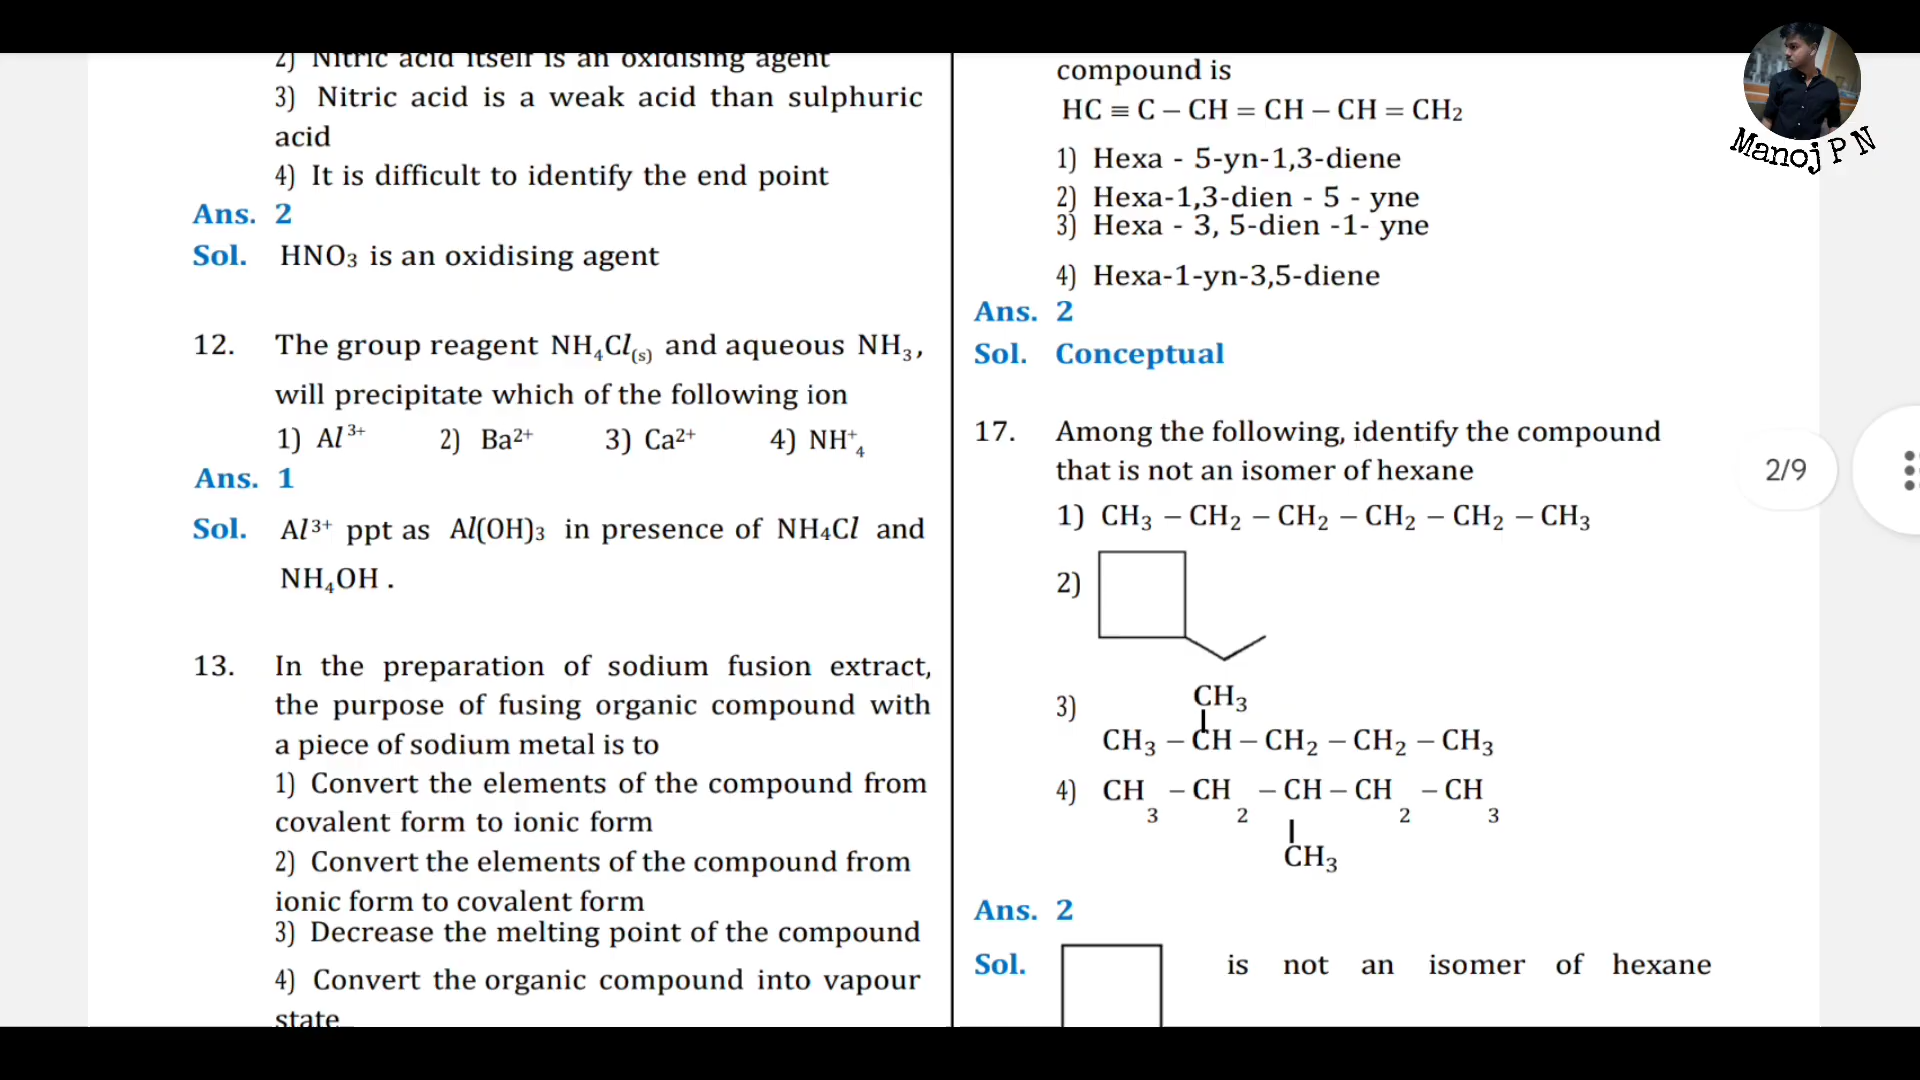 2) Nitric acid itself is an oxidising agent
3) Nitric acid is a weak acid than sulphuric
acid
4) It is difficult to identify the end point
Ans. 2
Sol. HNO₃ is an oxidising agent
12. The group reagent NH₄Cl₍ₛ₎ and aqueous NH₃,
will precipitate which of the following ion
1) Al³⁺ 2) Ba²⁺ 3) Ca²⁺ 4) NH⁺₄
Ans. 1
Sol. Al³⁺ ppt as Al(OH)₃ in presence of NH₄Cl and
NH₄OH .
13. In the preparation of sodium fusion extract,
the purpose of fusing organic compound with
a piece of sodium metal is to
1) Convert the elements of the compound from
covalent form to ionic form
2) Convert the elements of the compound from
ionic form to covalent form
3) Decrease the melting point of the compound
4) Convert the organic compound into vapour
state
compound is
HC ≡ C – CH = CH – CH = CH₂
1) Hexa - 5-yn-1,3-diene
2) Hexa-1,3-dien - 5 - yne
3) Hexa - 3, 5-dien -1- yne
4) Hexa-1-yn-3,5-diene
Ans. 2
Sol. Conceptual
17. Among the following, identify the compound
that is not an isomer of hexane
1) CH₃ – CH₂ – CH₂ – CH₂ – CH₂ – CH₃
2)
3) CH₃
CH₃ – CH – CH₂ – CH₂ – CH₃
4) CH₃ – CH₂ – CH – CH₂ – CH₃
CH₃
Ans. 2
Sol. is not an isomer of hexane
Manoj P N
2/9